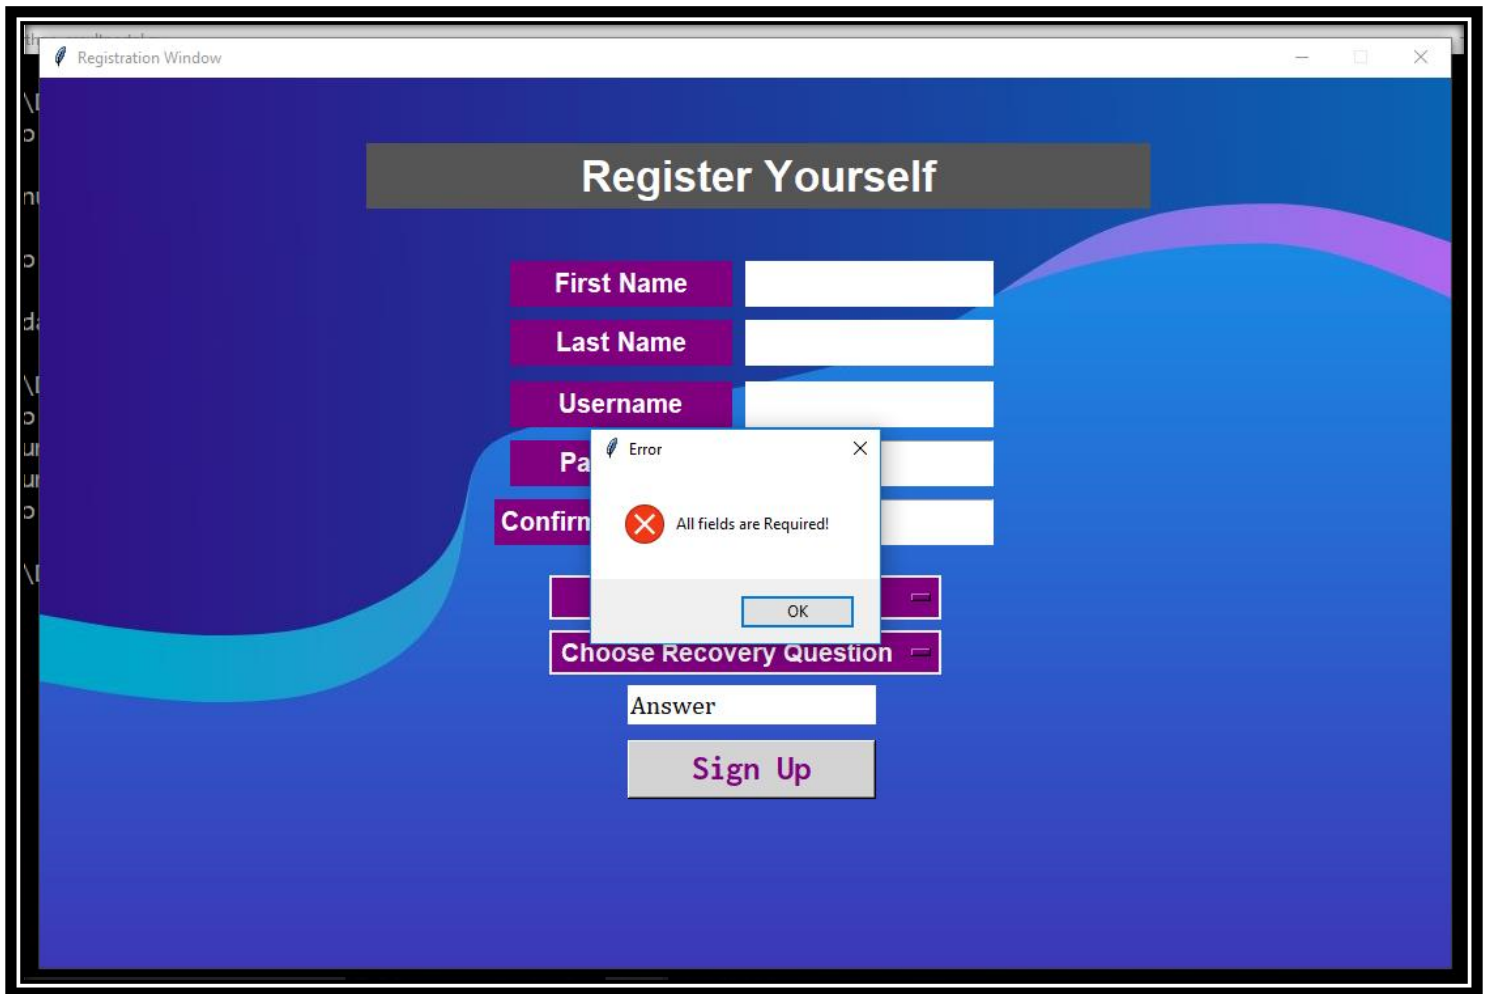 Registration Window
Register Yourself
First Name
Last Name
Username
Pa
Confirm
Error
All fields are Required!
OK
Choose Recovery Question
Answer
Sign Up